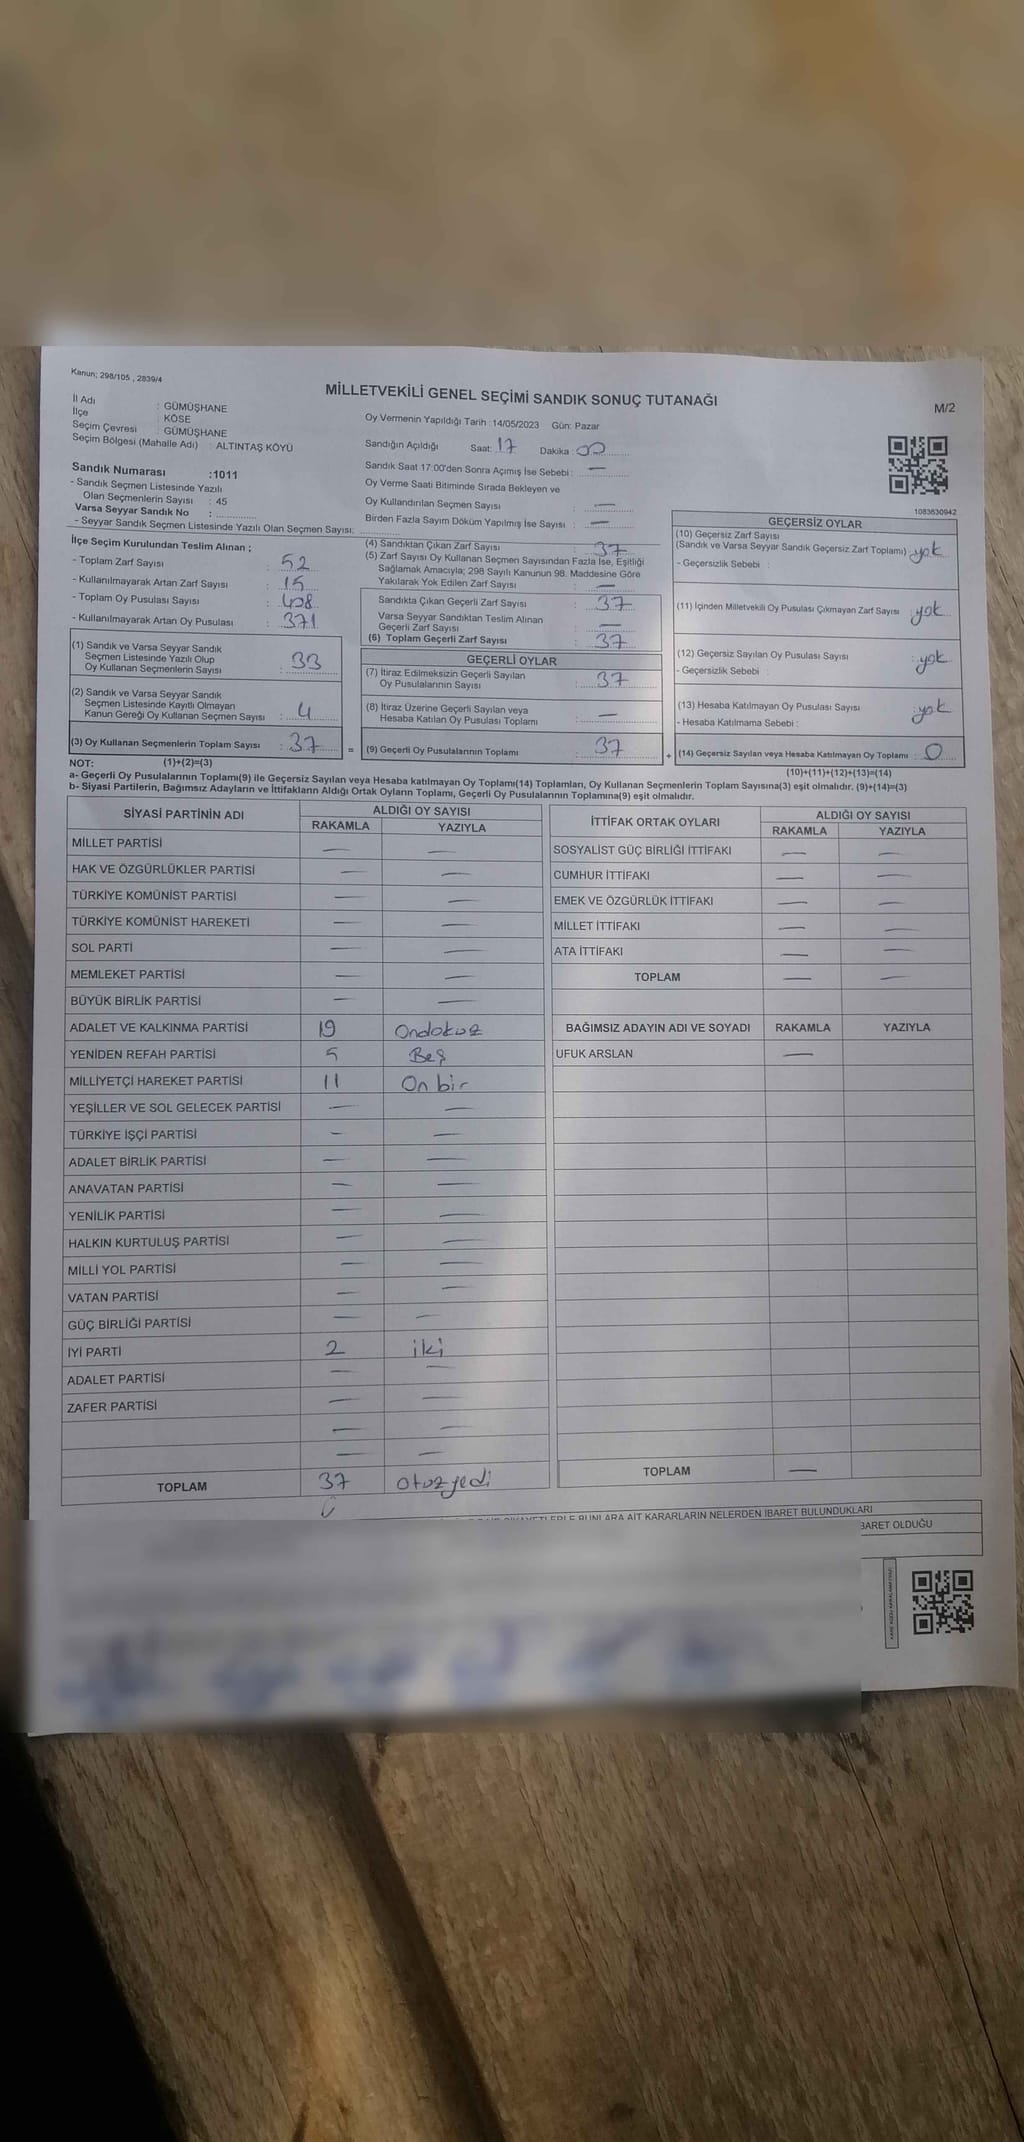 Kanun; 298/105 , 2839/4
MİLLETVEKİLİ GENEL SEÇİMİ SANDIK SONUÇ TUTANAĞI
M/2
İl Adı : GÜMÜŞHANE
İlçe : KÖSE
Seçim Çevresi : GÜMÜŞHANE
Seçim Bölgesi (Mahalle Adı) : ALTINTAŞ KÖYÜ
Sandık Numarası :1011
- Sandık Seçmen Listesinde Yazılı
Olan Seçmenlerin Sayısı : 45
Varsa Seyyar Sandık No :
- Seyyar Sandık Seçmen Listesinde Yazılı Olan Seçmen Sayısı:
Oy Vermenin Yapıldığı Tarih :14/05/2023 Gün: Pazar
Sandığın Açıldığı Saat: 17 Dakika : 00
Sandık Saat 17:00'den Sonra Açımış İse Sebebi : —
Oy Verme Saati Bitiminde Sırada Bekleyen ve
Oy Kullandırılan Seçmen Sayısı : —
Birden Fazla Sayım Döküm Yapılmış İse Sayısı : —
1083630942
İlçe Seçim Kurulundan Teslim Alınan ;
- Toplam Zarf Sayısı : 52
- Kullanılmayarak Artan Zarf Sayısı : 15
- Toplam Oy Pusulası Sayısı : 408
- Kullanılmayarak Artan Oy Pusulası : 371
(1) Sandık ve Varsa Seyyar Sandık
Seçmen Listesinde Yazılı Olup
Oy Kullanan Seçmenlerin Sayısı : 33
(2) Sandık ve Varsa Seyyar Sandık
Seçmen Listesinde Kayıtlı Olmayan
Kanun Gereği Oy Kullanan Seçmen Sayısı : 4
(3) Oy Kullanan Seçmenlerin Toplam Sayısı : 37 =
(4) Sandıktan Çıkan Zarf Sayısı : 37
(5) Zarf Sayısı Oy Kullanan Seçmen Sayısından Fazla İse, Eşitliği
Sağlamak Amacıyla; 298 Sayılı Kanunun 98. Maddesine Göre
Yakılarak Yok Edilen Zarf Sayısı : —
Sandıkta Çıkan Geçerli Zarf Sayısı : 37
Varsa Seyyar Sandıktan Teslim Alınan
Geçerli Zarf Sayısı : —
(6) Toplam Geçerli Zarf Sayısı : 37
GEÇERLİ OYLAR
(7) İtiraz Edilmeksizin Geçerli Sayılan
Oy Pusulalarının Sayısı : 37
(8) İtiraz Üzerine Geçerli Sayılan veya
Hesaba Katılan Oy Pusulası Toplamı : —
(9) Geçerli Oy Pusulalarının Toplamı : 37 +
GEÇERSİZ OYLAR
(10) Geçersiz Zarf Sayısı
(Sandık ve Varsa Seyyar Sandık Geçersiz Zarf Toplamı) : yok
- Geçersizlik Sebebi :
(11) İçinden Milletvekili Oy Pusulası Çıkmayan Zarf Sayısı : yok
(12) Geçersiz Sayılan Oy Pusulası Sayısı : yok
- Geçersizlik Sebebi :
(13) Hesaba Katılmayan Oy Pusulası Sayısı : yok
- Hesaba Katılmama Sebebi :
(14) Geçersiz Sayılan veya Hesaba Katılmayan Oy Toplamı : 0
NOT: (1)+(2)=(3)
(10)+(11)+(12)+(13)=(14)
a- Geçerli Oy Pusulalarının Toplamı(9) ile Geçersiz Sayılan veya Hesaba katılmayan Oy Toplamı(14) Toplamları, Oy Kullanan Seçmenlerin Toplam Sayısına(3) eşit olmalıdır. (9)+(14)=(3)
b- Siyasi Partilerin, Bağımsız Adayların ve İttifakların Aldığı Ortak Oyların Toplamı, Geçerli Oy Pusulalarının Toplamına(9) eşit olmalıdır.
SİYASİ PARTİNİN ADI ALDIĞI OY SAYISI
RAKAMLA YAZIYLA
MİLLET PARTİSİ — —
HAK VE ÖZGÜRLÜKLER PARTİSİ — —
TÜRKİYE KOMÜNİST PARTİSİ — —
TÜRKİYE KOMÜNİST HAREKETİ — —
SOL PARTİ — —
MEMLEKET PARTİSİ — —
BÜYÜK BİRLİK PARTİSİ — —
ADALET VE KALKINMA PARTİSİ 19 Ondokuz
YENİDEN REFAH PARTİSİ 5 Beş
MİLLİYETÇİ HAREKET PARTİSİ 11 On bir
YEŞİLLER VE SOL GELECEK PARTİSİ — —
TÜRKİYE İŞÇİ PARTİSİ — —
ADALET BİRLİK PARTİSİ — —
ANAVATAN PARTİSİ — —
YENİLİK PARTİSİ — —
HALKIN KURTULUŞ PARTİSİ — —
MİLLİ YOL PARTİSİ — —
VATAN PARTİSİ — —
GÜÇ BİRLİĞİ PARTİSİ — —
İYİ PARTİ 2 iki
ADALET PARTİSİ — —
ZAFER PARTİSİ — —
— —
— —
TOPLAM 37 otuzyedi
İTTİFAK ORTAK OYLARI ALDIĞI OY SAYISI
RAKAMLA YAZIYLA
SOSYALİST GÜÇ BİRLİĞİ İTTİFAKI — —
CUMHUR İTTİFAKI — —
EMEK VE ÖZGÜRLÜK İTTİFAKI — —
MİLLET İTTİFAKI — —
ATA İTTİFAKI — —
TOPLAM — —
BAĞIMSIZ ADAYIN ADI VE SOYADI RAKAMLA YAZIYLA
UFUK ARSLAN —
TOPLAM —
BUNLARA AİT KARARLARIN NELERDEN İBARET BULUNDUKLARI
OLDUĞU